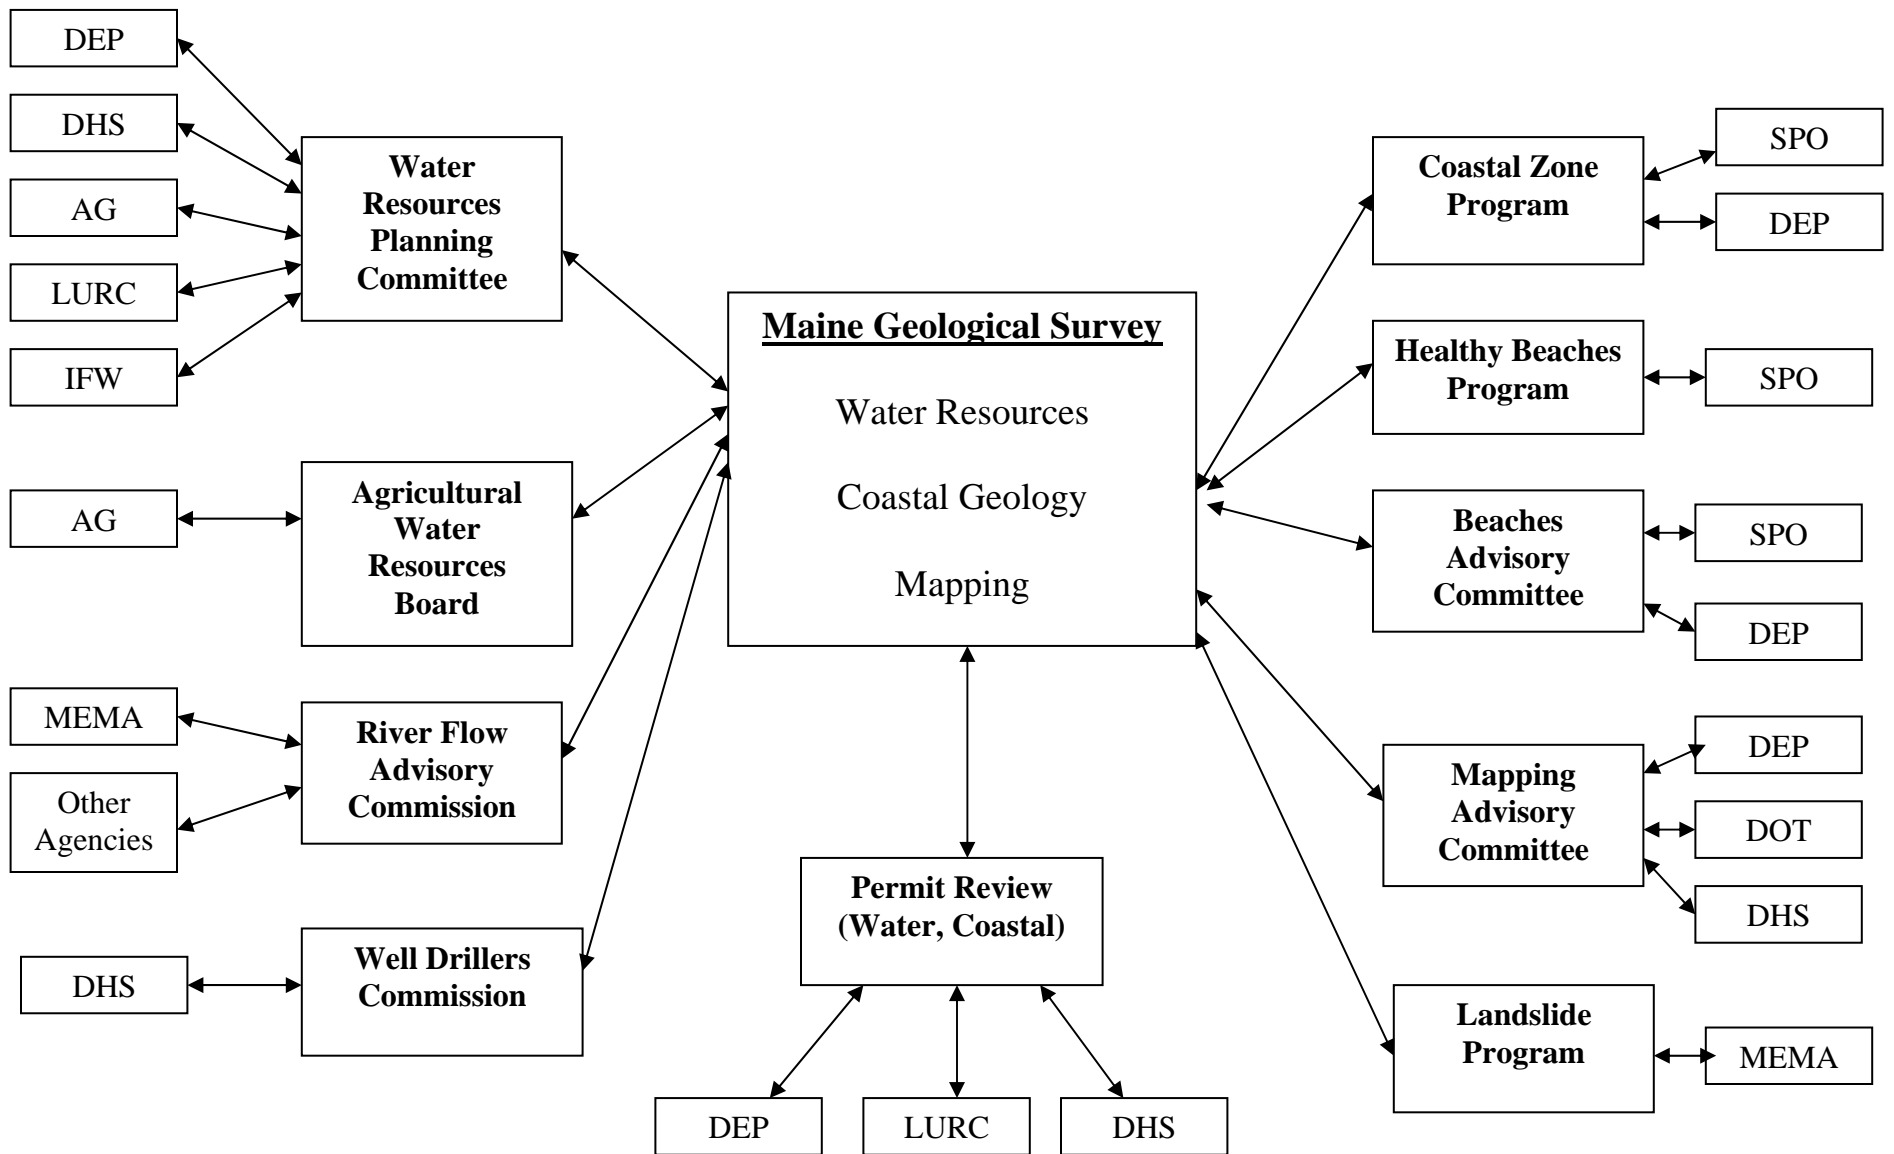 DEP
DHS
AG
LURC
IFW
Water
Resources
Planning
Committee
AG
Agricultural
Water
Resources
Board
MEMA
Other
Agencies
River Flow
Advisory
Commission
DHS
Well Drillers
Commission
Maine Geological Survey
Water Resources
Coastal Geology
Mapping
Permit Review
(Water, Coastal)
DEP
LURC
DHS
Coastal Zone
Program
SPO
DEP
Healthy Beaches
Program
SPO
Beaches
Advisory
Committee
SPO
DEP
Mapping
Advisory
Committee
DEP
DOT
DHS
Landslide
Program
MEMA